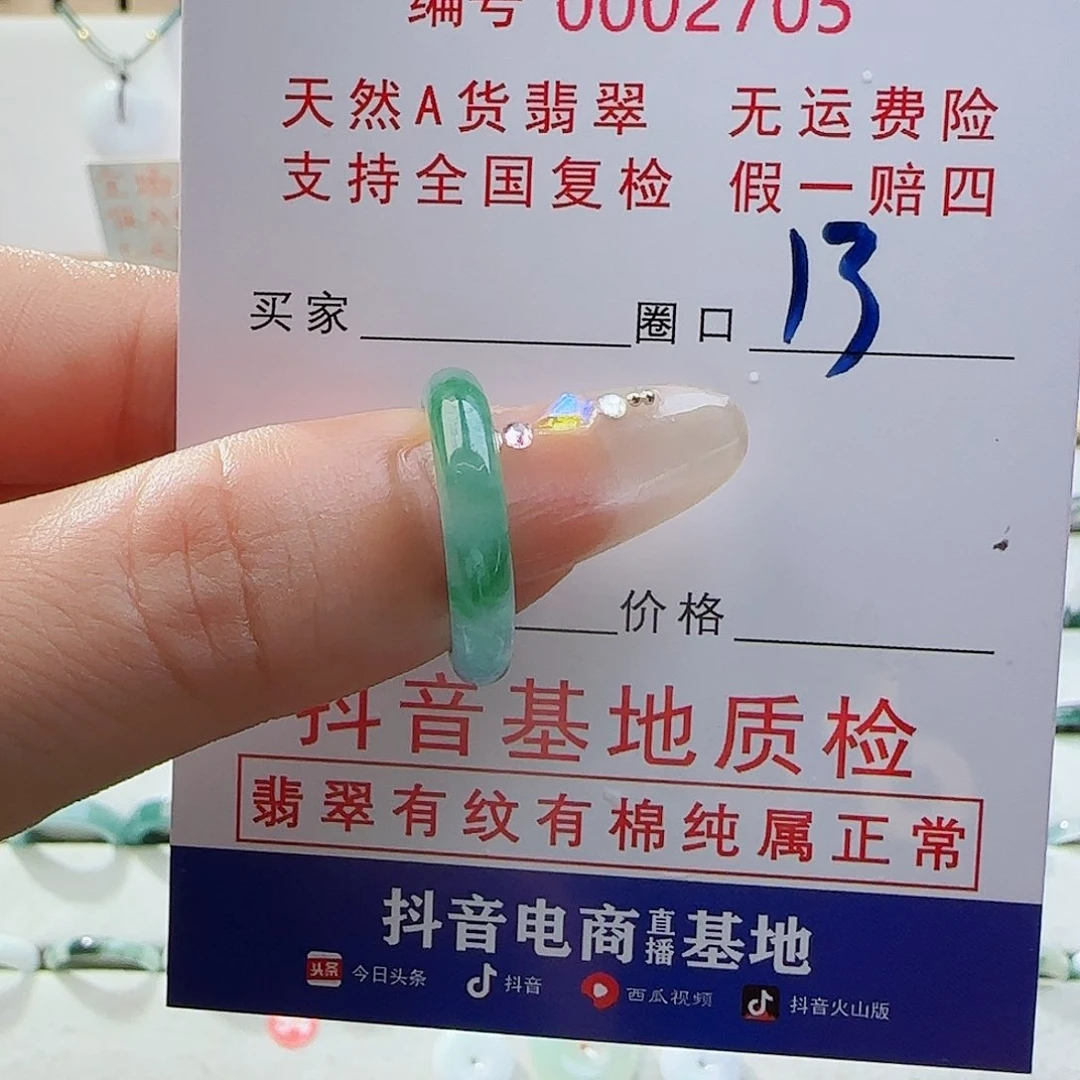 编号 0002705
天然A货翡翠 无运费险
支持全国复检 假一赔四
买家 圈口 13
价格
抖音基地质检
翡翠有纹有棉纯属正常
抖音电商直播基地
头条 今日头条 抖音 西瓜视频 抖音火山版